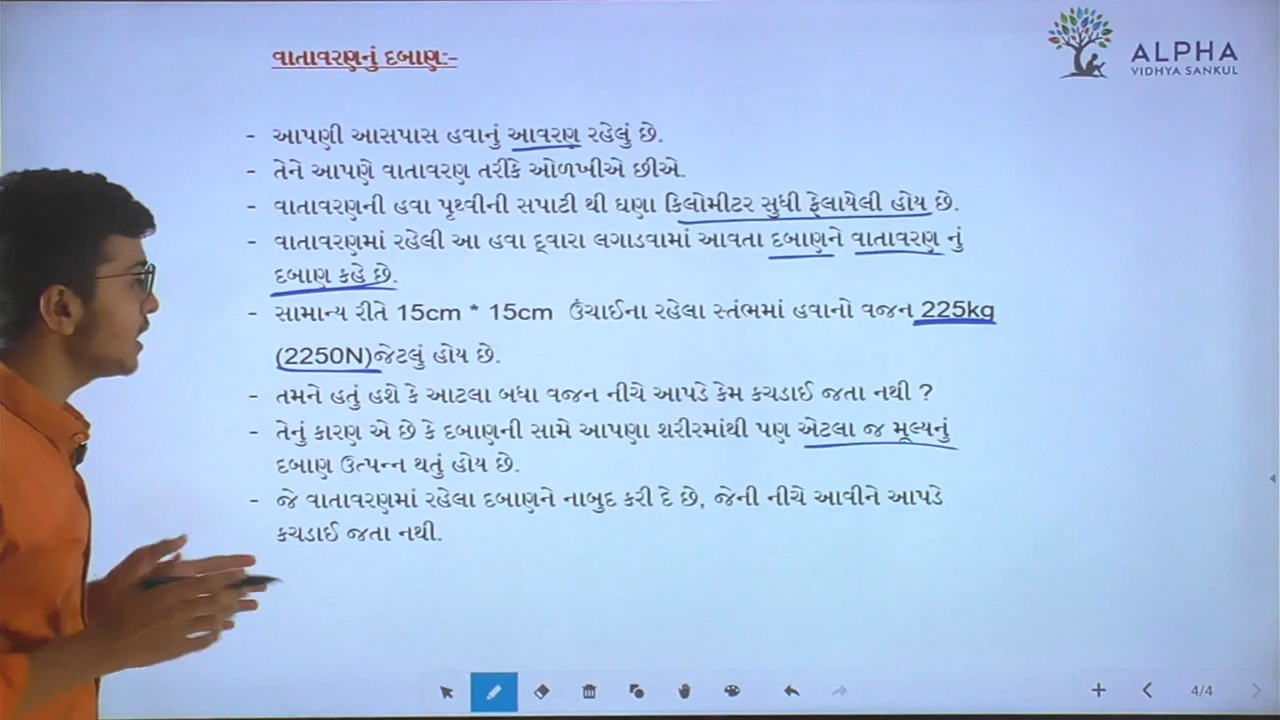 વાતાવરણનું દબાણ:-
ALPHA
VIDHYA SANKUL
- આપણી આસપાસ હવાનું આવરણ રહેલું છે.
- તેને આપણે વાતાવરણ તરીકે ઓળખીએ છીએ.
- વાતાવરણની હવા પૃથ્વીની સપાટી થી ઘણા કિલોમીટર સુધી ફેલાયેલી હોય છે.
- વાતાવરણમાં રહેલી આ હવા દ્વારા લગાડવામાં આવતા દબાણને વાતાવરણ નું
દબાણ કહે છે.
- સામાન્ય રીતે 15cm * 15cm ઉંચાઈના રહેલા સ્તંભમાં હવાનો વજન 225kg
(2250N)જેટલું હોય છે.
- તમને હતું હશે કે આટલા બધા વજન નીચે આપડે કેમ કચડાઈ જતા નથી ?
- તેનું કારણ એ છે કે દબાણની સામે આપણા શરીરમાંથી પણ એટલા જ મૂલ્યનું
દબાણ ઉત્પન્ન થતું હોય છે.
- જે વાતાવરણમાં રહેલા દબાણને નાબુદ કરી દે છે, જેની નીચે આવીને આપડે
કચડાઈ જતા નથી.
4/4